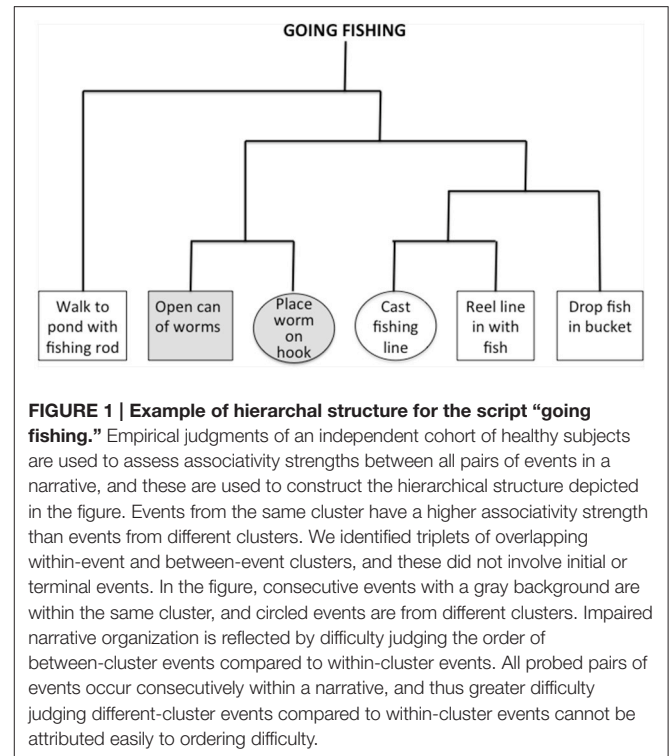 GOING FISHING
Walk to
pond with
fishing rod
Open can
of worms
Place
worm
on
hook
Cast
fishing
line
Reel line
in with
fish
Drop fish
in bucket
FIGURE 1 | Example of hierarchal structure for the script “going
fishing.” Empirical judgments of an independent cohort of healthy subjects
are used to assess associativity strengths between all pairs of events in a
narrative, and these are used to construct the hierarchical structure depicted
in the figure. Events from the same cluster have a higher associativity strength
than events from different clusters. We identified triplets of overlapping
within-event and between-event clusters, and these did not involve initial or
terminal events. In the figure, consecutive events with a gray background are
within the same cluster, and circled events are from different clusters. Impaired
narrative organization is reflected by difficulty judging the order of
between-cluster events compared to within-cluster events. All probed pairs of
events occur consecutively within a narrative, and thus greater difficulty
judging different-cluster events compared to within-cluster events cannot be
attributed easily to ordering difficulty.